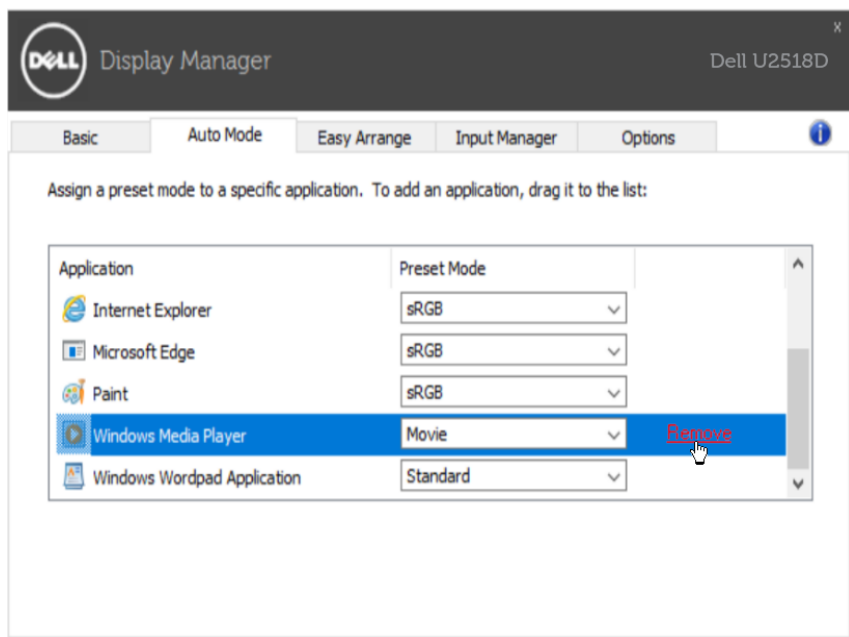 x
DELL Display Manager Dell U2518D
Basic Auto Mode Easy Arrange Input Manager Options i
Assign a preset mode to a specific application. To add an application, drag it to the list:
Application Preset Mode
Internet Explorer sRGB
Microsoft Edge sRGB
Paint sRGB
Windows Media Player Movie Remove
Windows Wordpad Application Standard